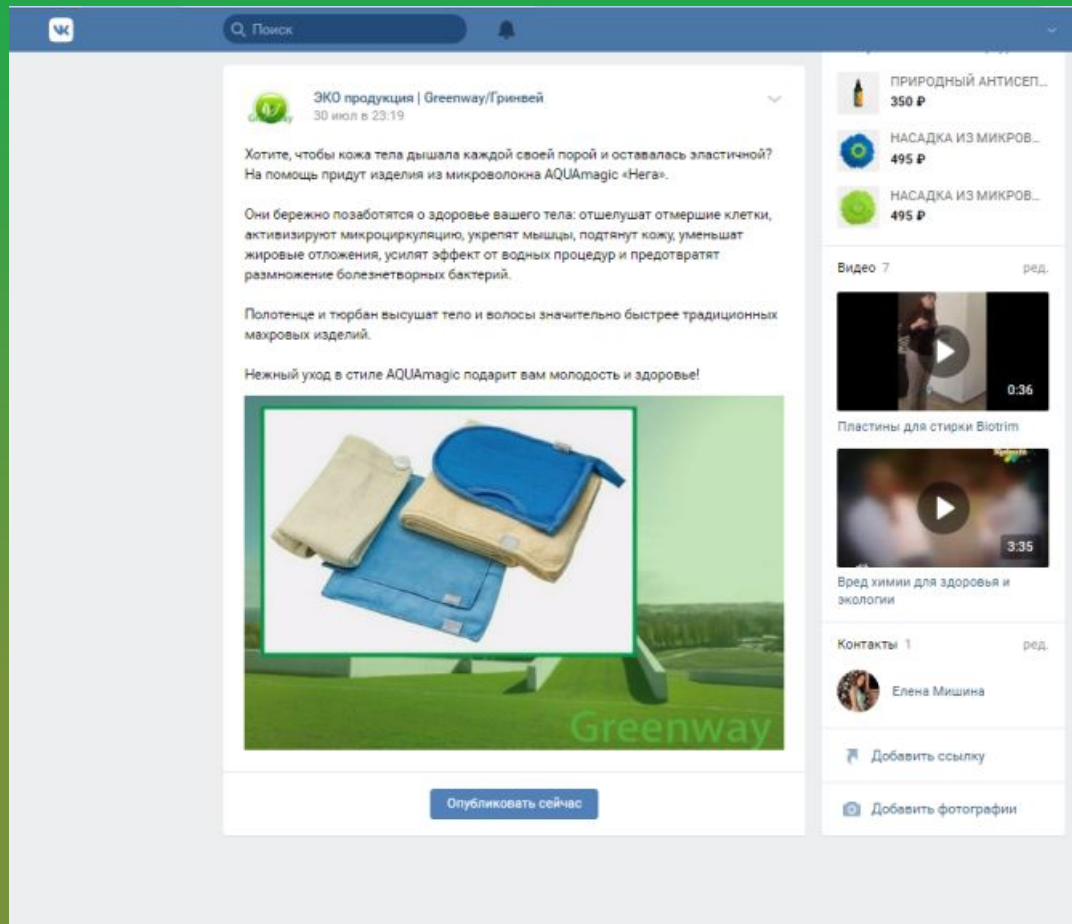 Поиск
ЭКО продукция | Greenway/Гринвей
30 июл в 23:19
Хотите, чтобы кожа тела дышала каждой своей порой и оставалась эластичной?
На помощь придут изделия из микроволокна AQUAmagic «Нега».
Они бережно позаботятся о здоровье вашего тела: отшелушат отмершие клетки,
активизируют микроциркуляцию, укрепят мышцы, подтянут кожу, уменьшат
жировые отложения, усилят эффект от водных процедур и предотвратят
размножение болезнетворных бактерий.
Полотенце и тюрбан высушат тело и волосы значительно быстрее традиционных
махровых изделий.
Нежный уход в стиле AQUAmagic подарит вам молодость и здоровье!
Greenway
Опубликовать сейчас
ПРИРОДНЫЙ АНТИСЕП...
350 ₽
НАСАДКА ИЗ МИКРОВ...
495 ₽
НАСАДКА ИЗ МИКРОВ...
495 ₽
Видео 7 ред.
0:36
Пластины для стирки Biotrim
3:35
Вред химии для здоровья и
экологии
Контакты 1 ред.
Елена Мишина
Добавить ссылку
Добавить фотографии